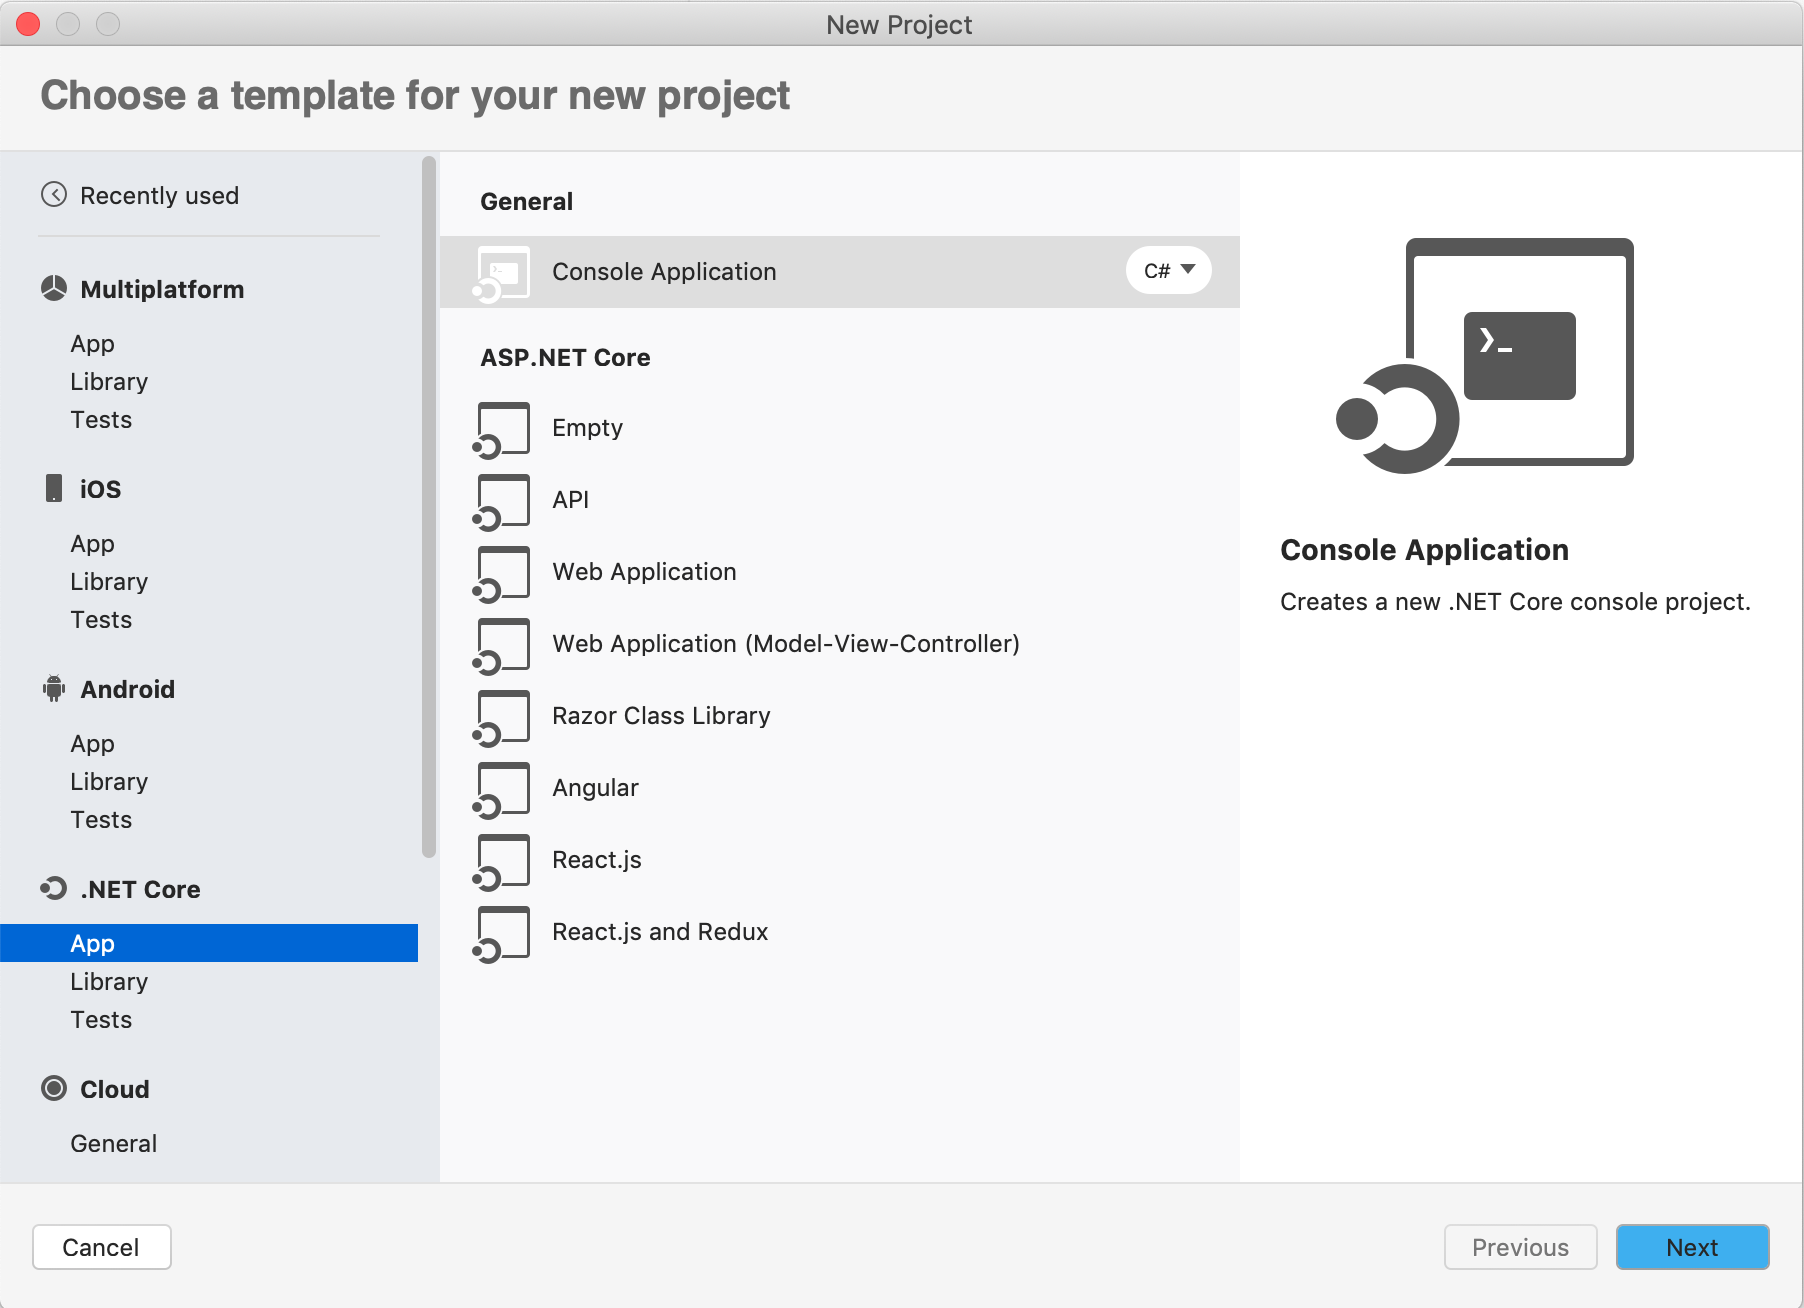 New Project
Choose a template for your new project
Recently used
Multiplatform
App
Library
Tests
iOS
App
Library
Tests
Android
App
Library
Tests
.NET Core
App
Library
Tests
Cloud
General
General
Console Application C#
ASP.NET Core
Empty
API
Web Application
Web Application (Model-View-Controller)
Razor Class Library
Angular
React.js
React.js and Redux
Console Application
Creates a new .NET Core console project.
Cancel
Previous
Next